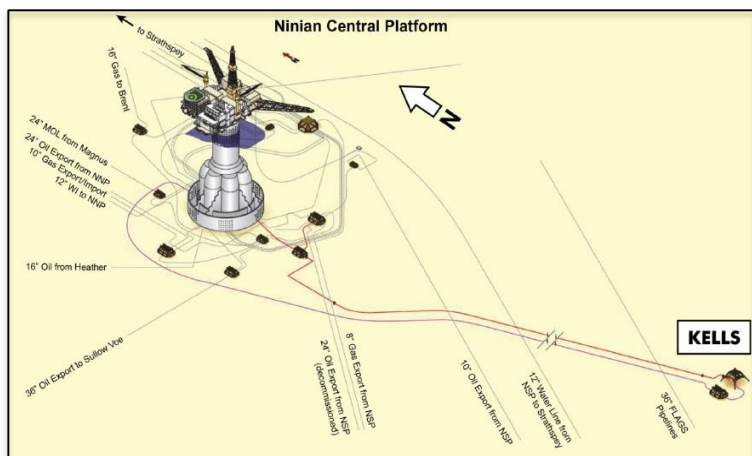 Ninian Central Platform
to Strathspey
N
16" Gas to Brent
N
24" MOL from Magnus
24" Oil Export from NNP
10" Gas Export/Import
12" WI to NNP
16" Oil from Heather
36" Oil Export to Sullow Voe
KELLS
8" Gas Export from NSP
24" Oil Export from NSP
(decommissioned)
10" Oil Export from NSP
12" Water Line from
NSP to Strathspey
36" FLAGS
Pipelines